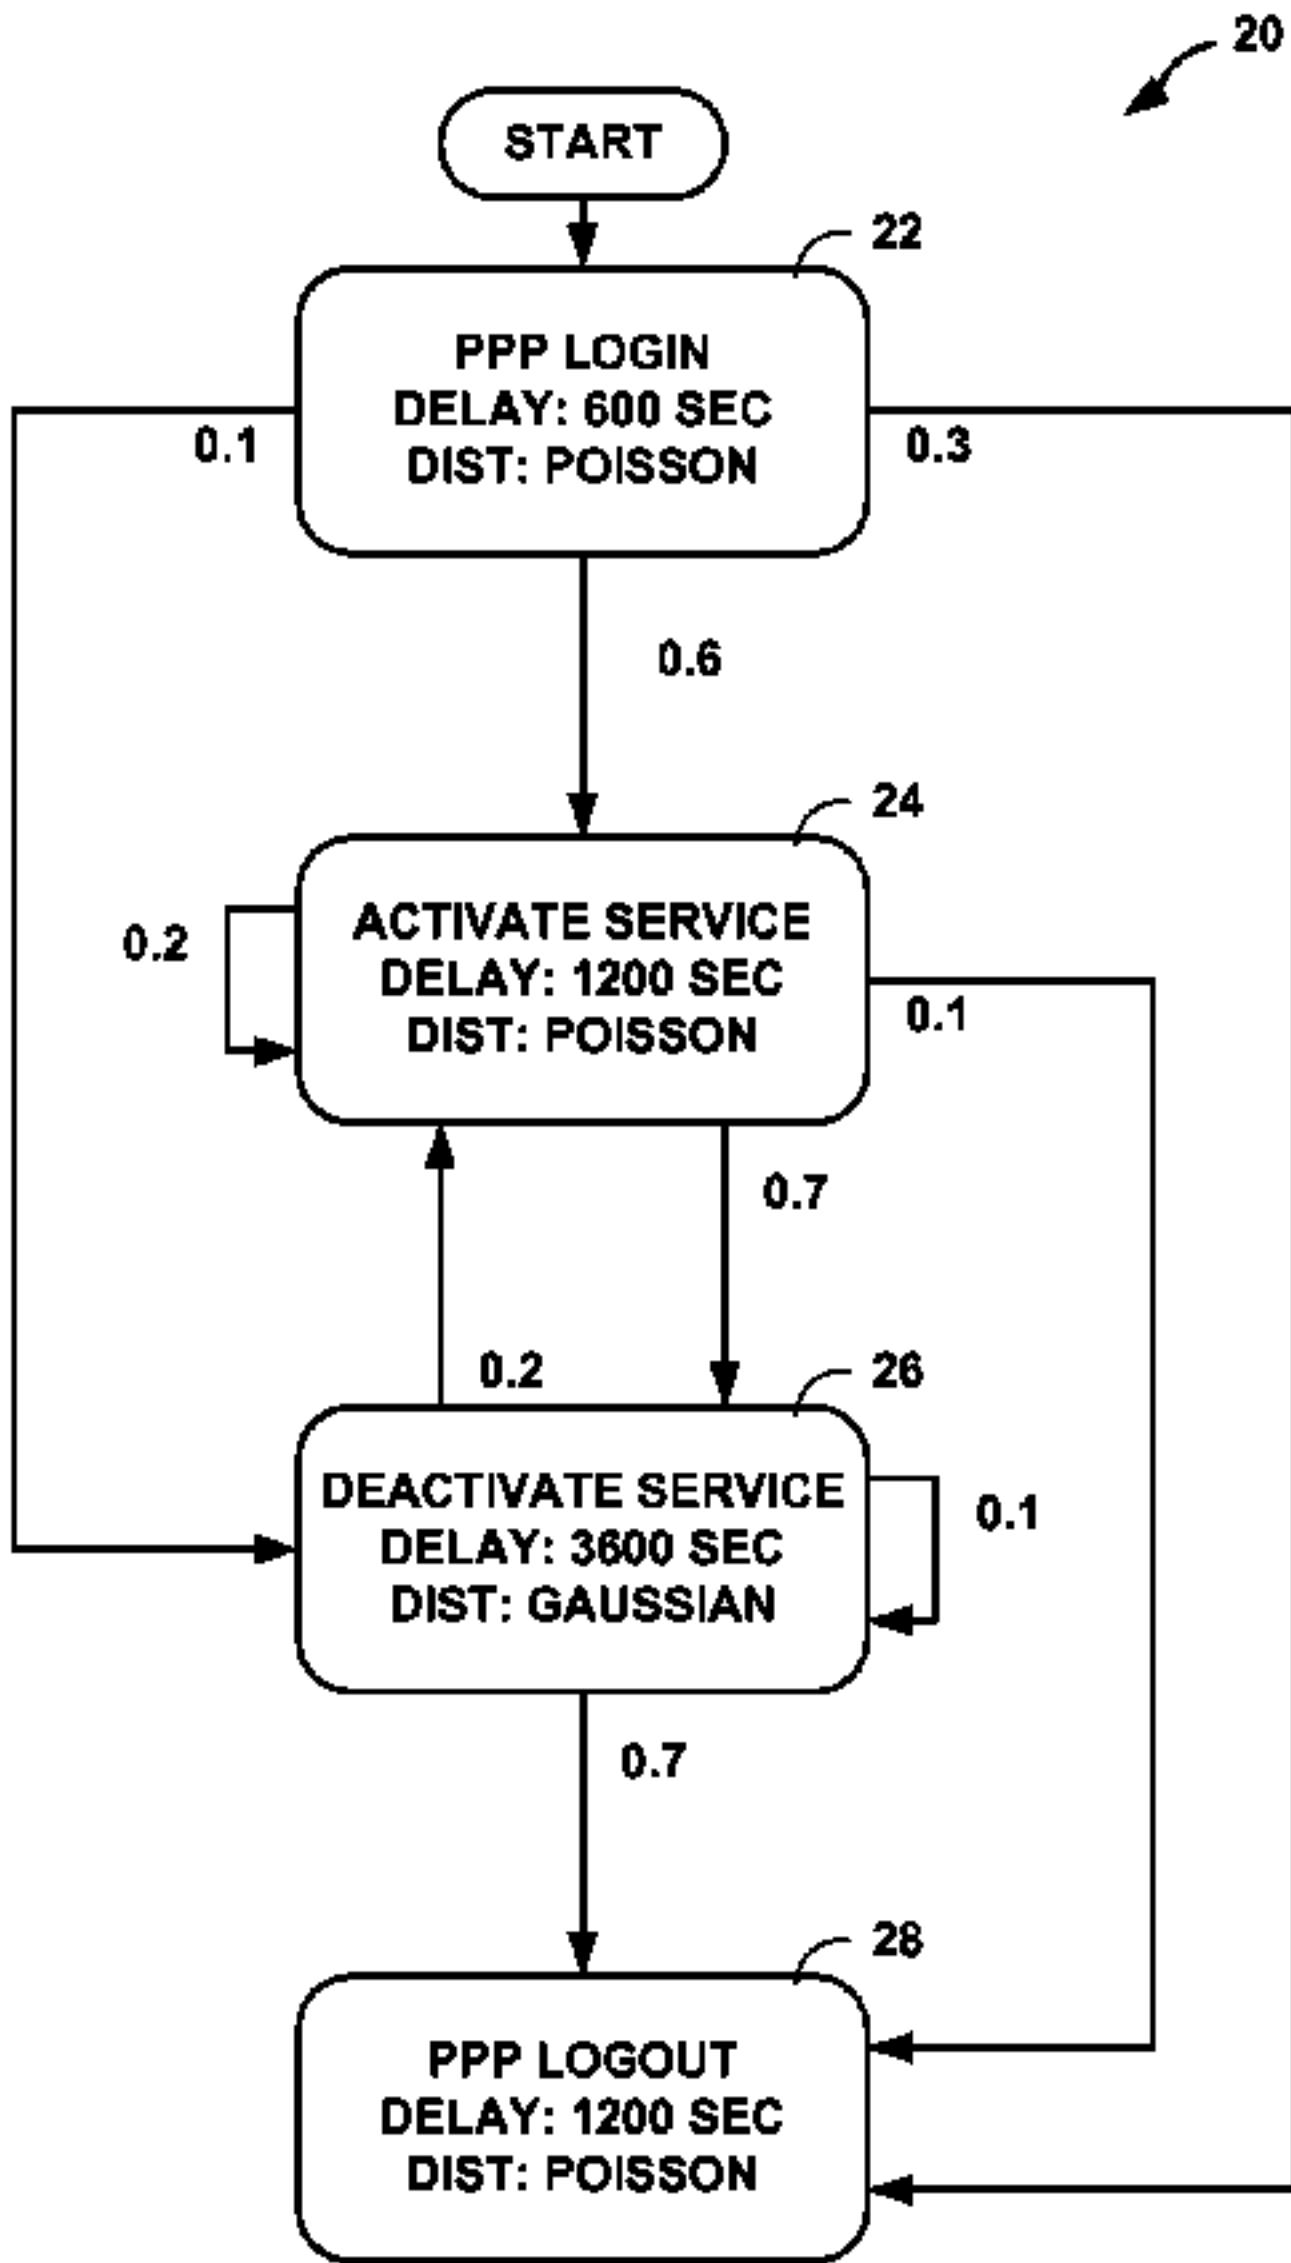 20
START
22
PPP LOGIN
DELAY: 600 SEC
DIST: POISSON
0.1
0.3
0.6
24
ACTIVATE SERVICE
DELAY: 1200 SEC
DIST: POISSON
0.2
0.1
0.7
0.2
26
DEACTIVATE SERVICE
DELAY: 3600 SEC
DIST: GAUSSIAN
0.1
0.7
28
PPP LOGOUT
DELAY: 1200 SEC
DIST: POISSON